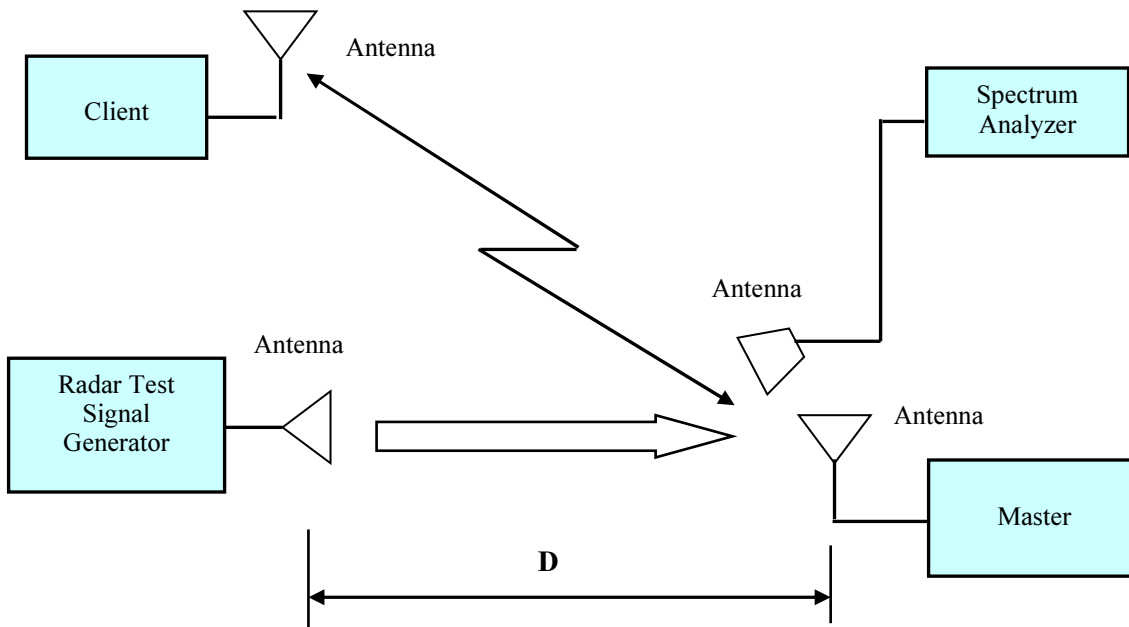 Antenna
Client
Spectrum
Analyzer
Antenna
Antenna
Radar Test
Signal
Generator
Antenna
Master
D